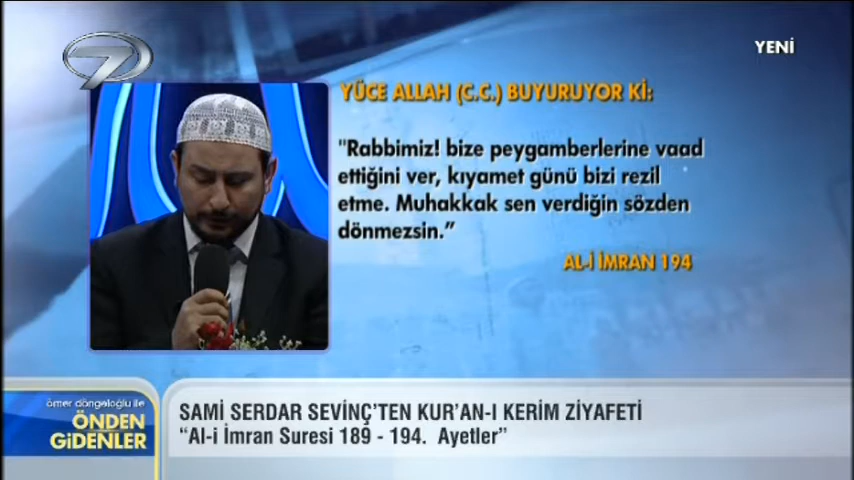 7
YENİ
YÜCE ALLAH (C.C.) BUYURUYOR Kİ:
"Rabbimiz! bize peygamberlerine vaad
ettiğini ver, kıyamet günü bizi rezil
etme. Muhakkak sen verdiğin sözden
dönmezsin.”
AL-İ İMRAN 194
ömer döngeloğlu ile
ÖNDEN
GİDENLER
SAMİ SERDAR SEVİNÇ’TEN KUR’AN-I KERİM ZİYAFETİ
“Al-i İmran Suresi 189 - 194. Ayetler”